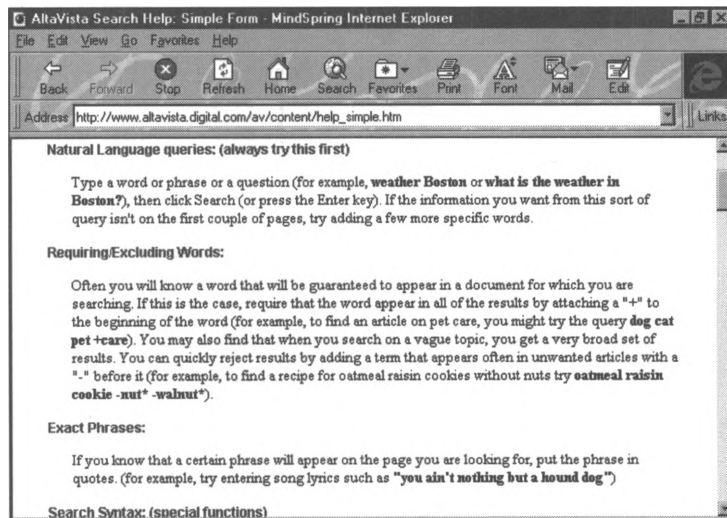 AltaVista Search Help: Simple Form - MindSpring Internet Explorer
File Edit View Go Favorites Help
Back Forward Stop Refresh Home Search Favorites Print Font Mail Edit
Address http://www.altavista.digital.com/av/content/help_simple.htm Links
Natural Language queries: (always try this first)
Type a word or phrase or a question (for example, weather Boston or what is the weather in
Boston?), then click Search (or press the Enter key). If the information you want from this sort of
query isn't on the first couple of pages, try adding a few more specific words.
Requiring/Excluding Words:
Often you will know a word that will be guaranteed to appear in a document for which you are
searching. If this is the case, require that the word appear in all of the results by attaching a "+" to
the beginning of the word (for example, to find an article on pet care, you might try the query dog cat
pet +care). You may also find that when you search on a vague topic, you get a very broad set of
results. You can quickly reject results by adding a term that appears often in unwanted articles with a
"-" before it (for example, to find a recipe for oatmeal raisin cookies without nuts try oatmeal raisin
cookie -nut* -walnut*).
Exact Phrases:
If you know that a certain phrase will appear on the page you are looking for, put the phrase in
quotes. (for example, try entering song lyrics such as "you ain't nothing but a hound dog")
Search Syntax: (special functions)